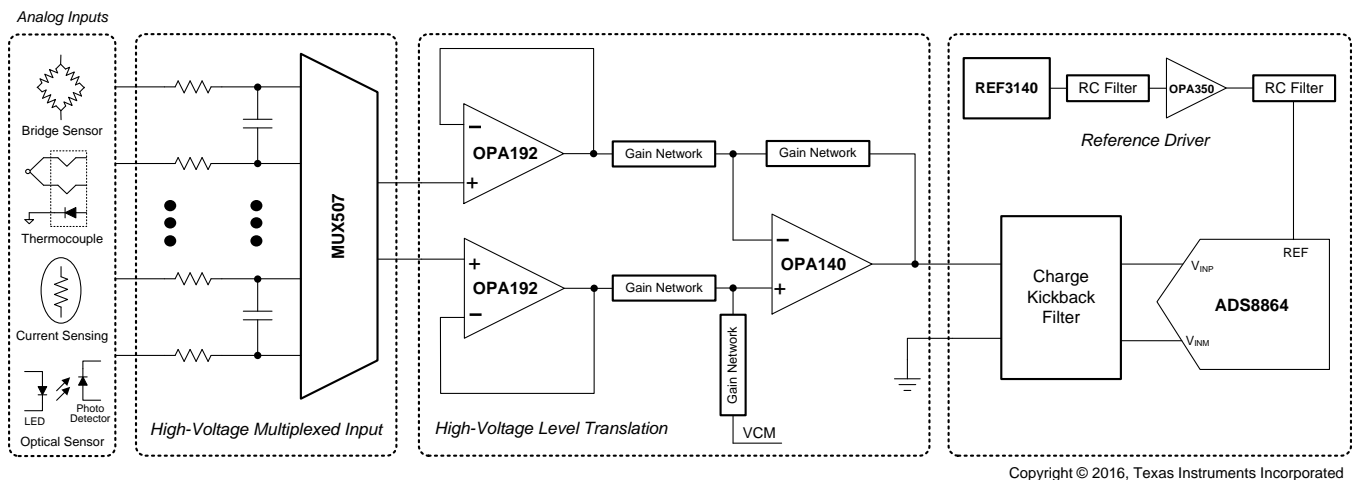 Analog Inputs
Bridge Sensor
Thermocouple
Current Sensing
LED
Photo
Detector
Optical Sensor
MUX507
High-Voltage Multiplexed Input
−
OPA192
+
+
OPA192
−
Gain Network
Gain Network
Gain Network
Gain Network
−
OPA140
+
VCM
High-Voltage Level Translation
REF3140
RC Filter
OPA350
RC Filter
Reference Driver
Charge
Kickback
Filter
VINP
REF
ADS8864
VINM
Copyright © 2016, Texas Instruments Incorporated